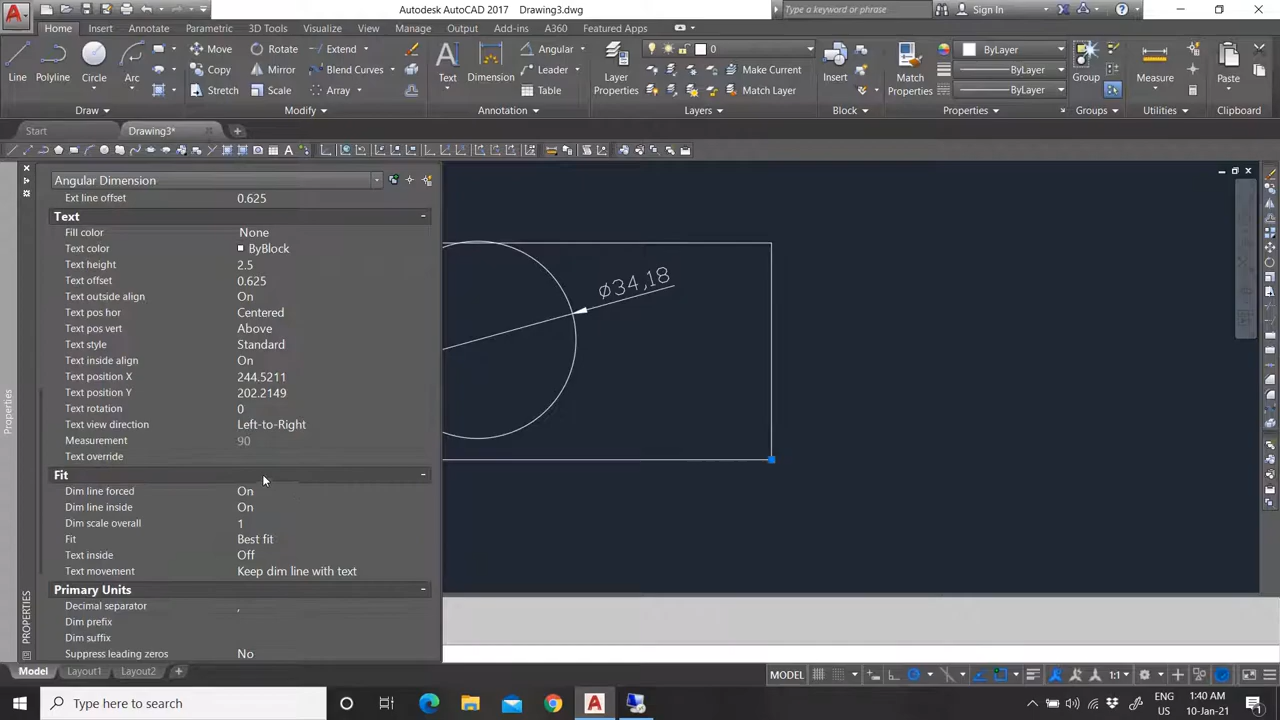 Autodesk AutoCAD 2017 Drawing3.dwg
Type a keyword or phrase
Sign In
Home Insert Annotate Parametric 3D Tools Visualize View Manage Output Add-ins A360 Featured Apps
Line Polyline Circle Arc
Move Rotate Extend
Copy Mirror Blend Curves
Stretch Scale Array
Text Dimension
Angular
Leader
Table
Layer Properties
0
Make Current
Match Layer
Insert
Match Properties
ByLayer
ByLayer
ByLayer
Group
Measure
Paste
Draw Modify Annotation Layers Block Properties Groups Utilities Clipboard
Start Drawing3*
Angular Dimension
Ext line offset 0.625
Text
Fill color None
Text color ByBlock
Text height 2.5
Text offset 0.625
Text outside align On
Text pos hor Centered
Text pos vert Above
Text style Standard
Text inside align On
Text position X 244.5211
Text position Y 202.2149
Text rotation 0
Text view direction Left-to-Right
Measurement 90
Text override
Fit
Dim line forced On
Dim line inside On
Dim scale overall 1
Fit Best fit
Text inside Off
Text movement Keep dim line with text
Primary Units
Decimal separator ,
Dim prefix
Dim suffix
Suppress leading zeros No
Properties
PROPERTIES
ø34,18
Model Layout1 Layout2 +
MODEL
1:1
Type here to search
ENG
US
1:40 AM
10-Jan-21